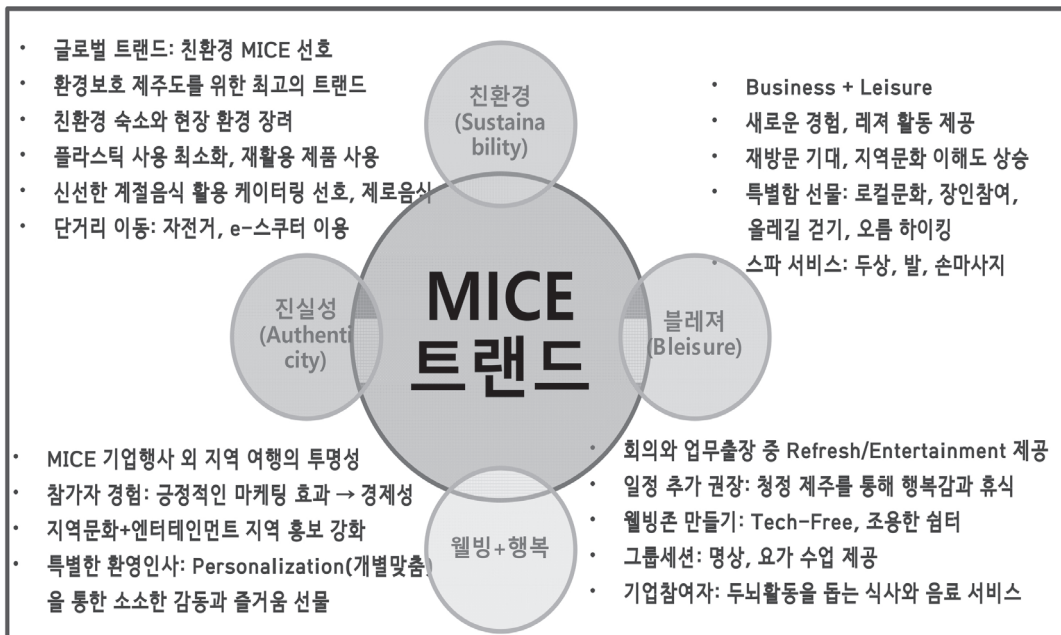 • 글로벌 트랜드: 친환경 MICE 선호
• 환경보호 제주도를 위한 최고의 트랜드
• 친환경 숙소와 현장 환경 장려
• 플라스틱 사용 최소화, 재활용 제품 사용
• 신선한 계절음식 활용 케이터링 선호, 제로음식
• 단거리 이동: 자전거, e-스쿠터 이용
친환경
(Sustaina
bility)
• Business + Leisure
• 새로운 경험, 레져 활동 제공
• 재방문 기대, 지역문화 이해도 상승
• 특별함 선물: 로컬문화, 장인참여,
올레길 걷기, 오름 하이킹
• 스파 서비스: 두상, 발, 손마사지
진실성
(Authenti
city)
MICE
트랜드
블레져
(Bleisure)
• MICE 기업행사 외 지역 여행의 투명성
• 참가자 경험: 긍정적인 마케팅 효과 → 경제성
• 지역문화+엔터테인먼트 지역 홍보 강화
• 특별한 환영인사: Personalization(개별맞춤)
을 통한 소소한 감동과 즐거움 선물
웰빙+행복
• 회의와 업무출장 중 Refresh/Entertainment 제공
• 일정 추가 권장: 청정 제주를 통해 행복감과 휴식
• 웰빙존 만들기: Tech-Free, 조용한 쉼터
• 그룹세션: 명상, 요가 수업 제공
• 기업참여자: 두뇌활동을 돕는 식사와 음료 서비스